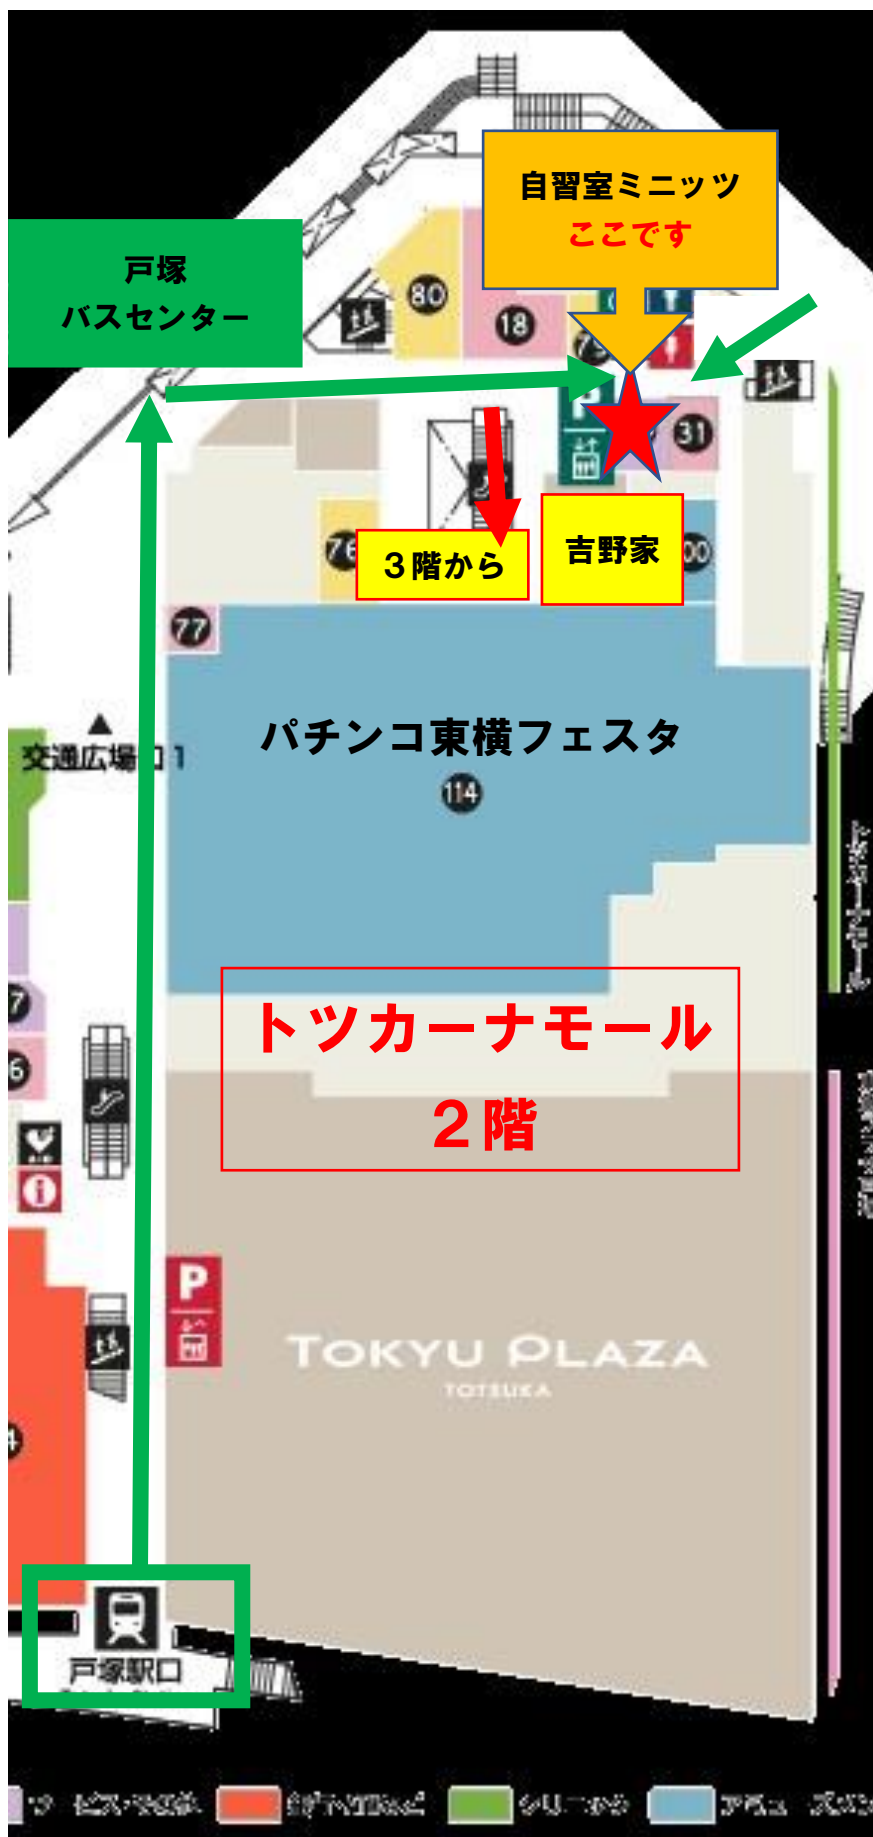 自習室ミニッツ
ここです
戸塚
バスセンター
80
18
31
76
3階から
吉野家
77
パチンコ東横フェスタ
114
▲
交通広場口1
トツカーナモール
2階
7
6
i
P
TOKYU PLAZA
TOTSUKA
4
戸塚駅口